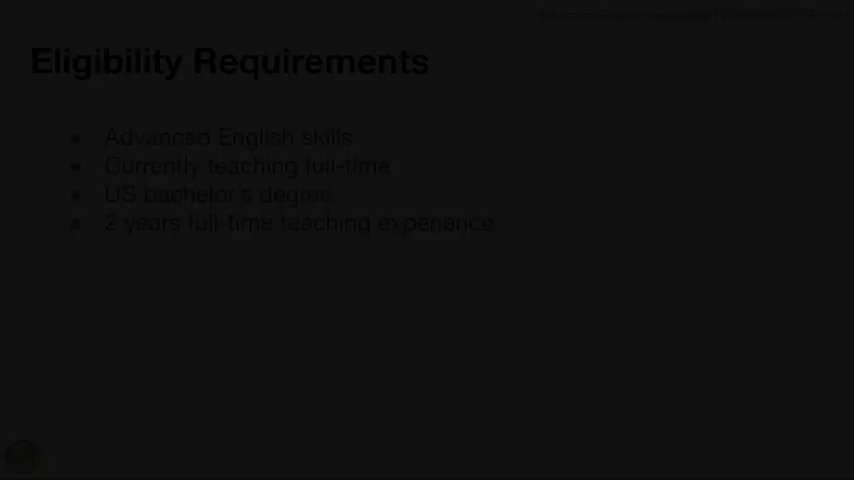 Eligibility Requirements
● Advanced English skills
● Currently teaching full-time
● US bachelor's degree
● 2 years full-time teaching experience